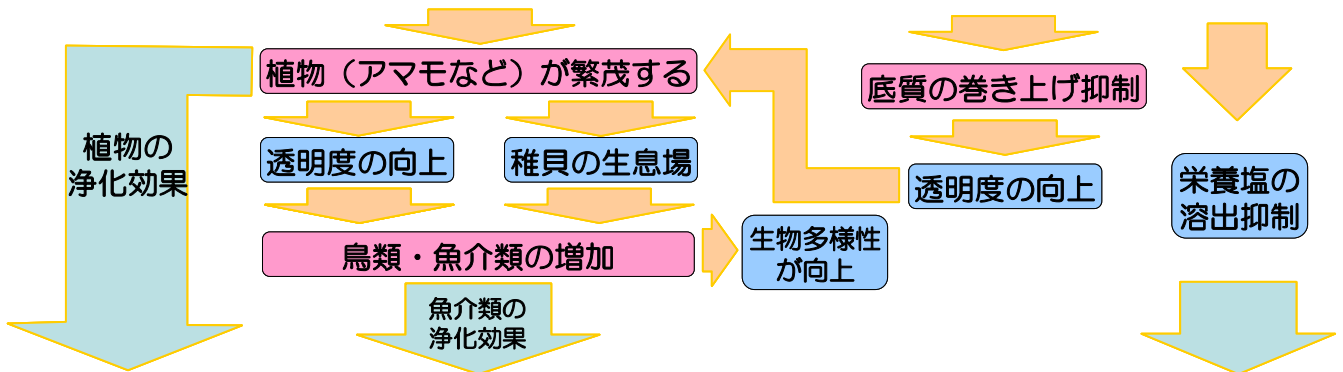 植物（アマモなど）が繁茂する
底質の巻き上げ抑制
植物の
浄化効果
透明度の向上
稚貝の生息場
透明度の向上
栄養塩の
溶出抑制
鳥類・魚介類の増加
生物多様性
が向上
魚介類の
浄化効果